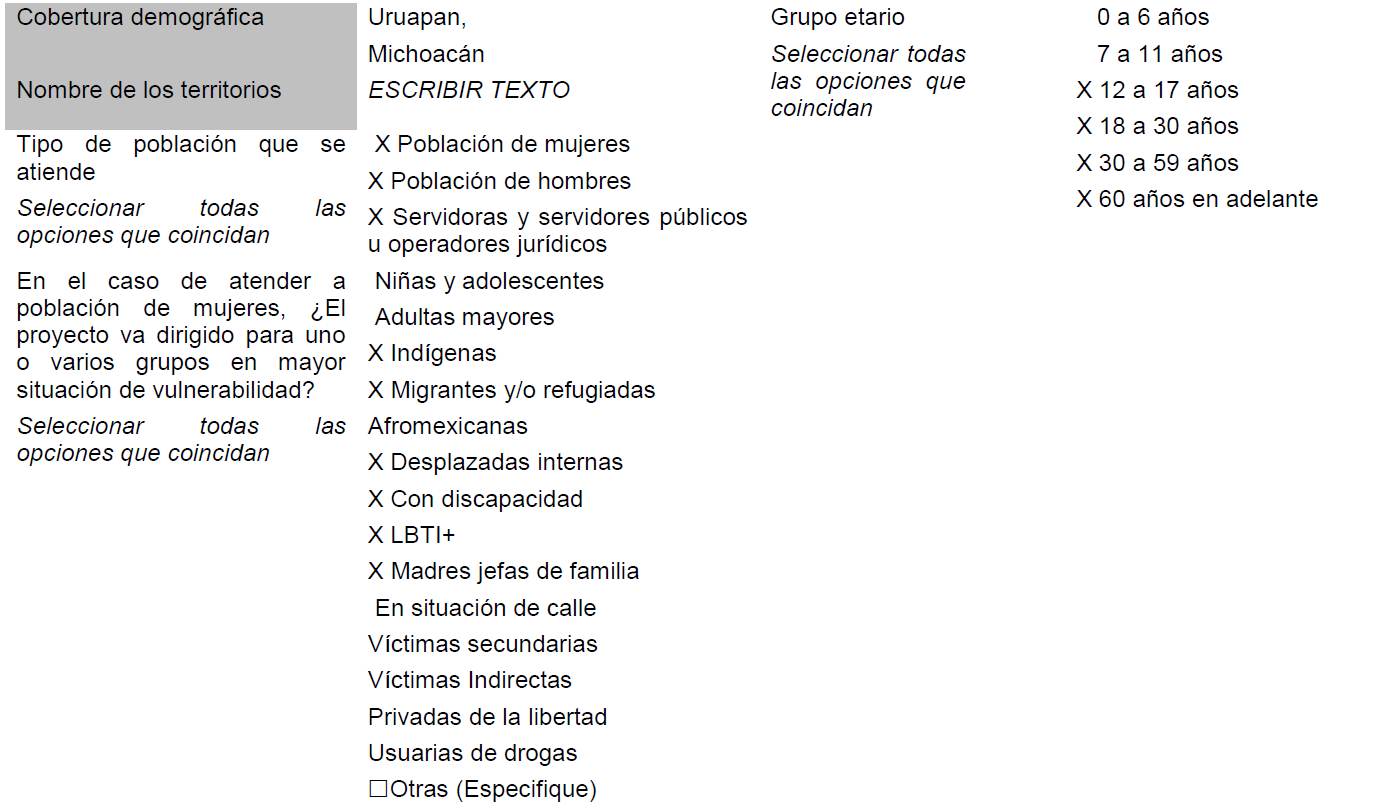 Cobertura demográfica
Nombre de los territorios
Uruapan,
Michoacán
ESCRIBIR TEXTO
Grupo etario
Seleccionar todas
las opciones que
coincidan
0 a 6 años
7 a 11 años
X 12 a 17 años
X 18 a 30 años
X 30 a 59 años
X 60 años en adelante
Tipo de población que se
atiende
Seleccionar todas las
opciones que coincidan
X Población de mujeres
X Población de hombres
X Servidoras y servidores públicos
u operadores jurídicos
En el caso de atender a
población de mujeres, ¿El
proyecto va dirigido para uno
o varios grupos en mayor
situación de vulnerabilidad?
Seleccionar todas las
opciones que coincidan
Niñas y adolescentes
Adultas mayores
X Indígenas
X Migrantes y/o refugiadas
Afromexicanas
X Desplazadas internas
X Con discapacidad
X LBTI+
X Madres jefas de familia
En situación de calle
Víctimas secundarias
Víctimas Indirectas
Privadas de la libertad
Usuarias de drogas
☐Otras (Especifique)